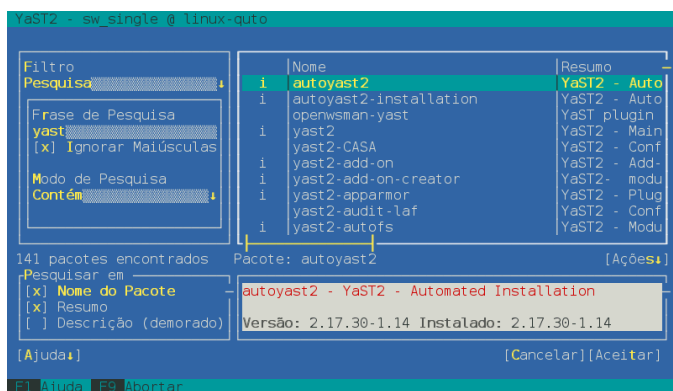 YaST2 - sw_single @ linux-quto
Filtro
Pesquisa
Frase de Pesquisa
yast
[x] Ignorar Maiúsculas
Modo de Pesquisa
Contém
Nome Resumo
i autoyast2 YaST2 - Auto
i autoyast2-installation YaST2 - Auto
openwsman-yast YaST plugin
i yast2 YaST2 - Main
yast2-CASA YaST2 - Conf
i yast2-add-on YaST2 - Add-
i yast2-add-on-creator YaST2- modu
i yast2-apparmor YaST2 - Plug
yast2-audit-laf YaST2 - Conf
i yast2-autofs YaST2 - Modu
141 pacotes encontrados
Pacote: autoyast2 [Ações↓]
Pesquisar em
[x] Nome do Pacote
[x] Resumo
[ ] Descrição (demorado)
autoyast2 - YaST2 - Automated Installation
Versão: 2.17.30-1.14 Instalado: 2.17.30-1.14
[Ajuda↓] [Cancelar][Aceitar]
F1 Ajuda F9 Abortar